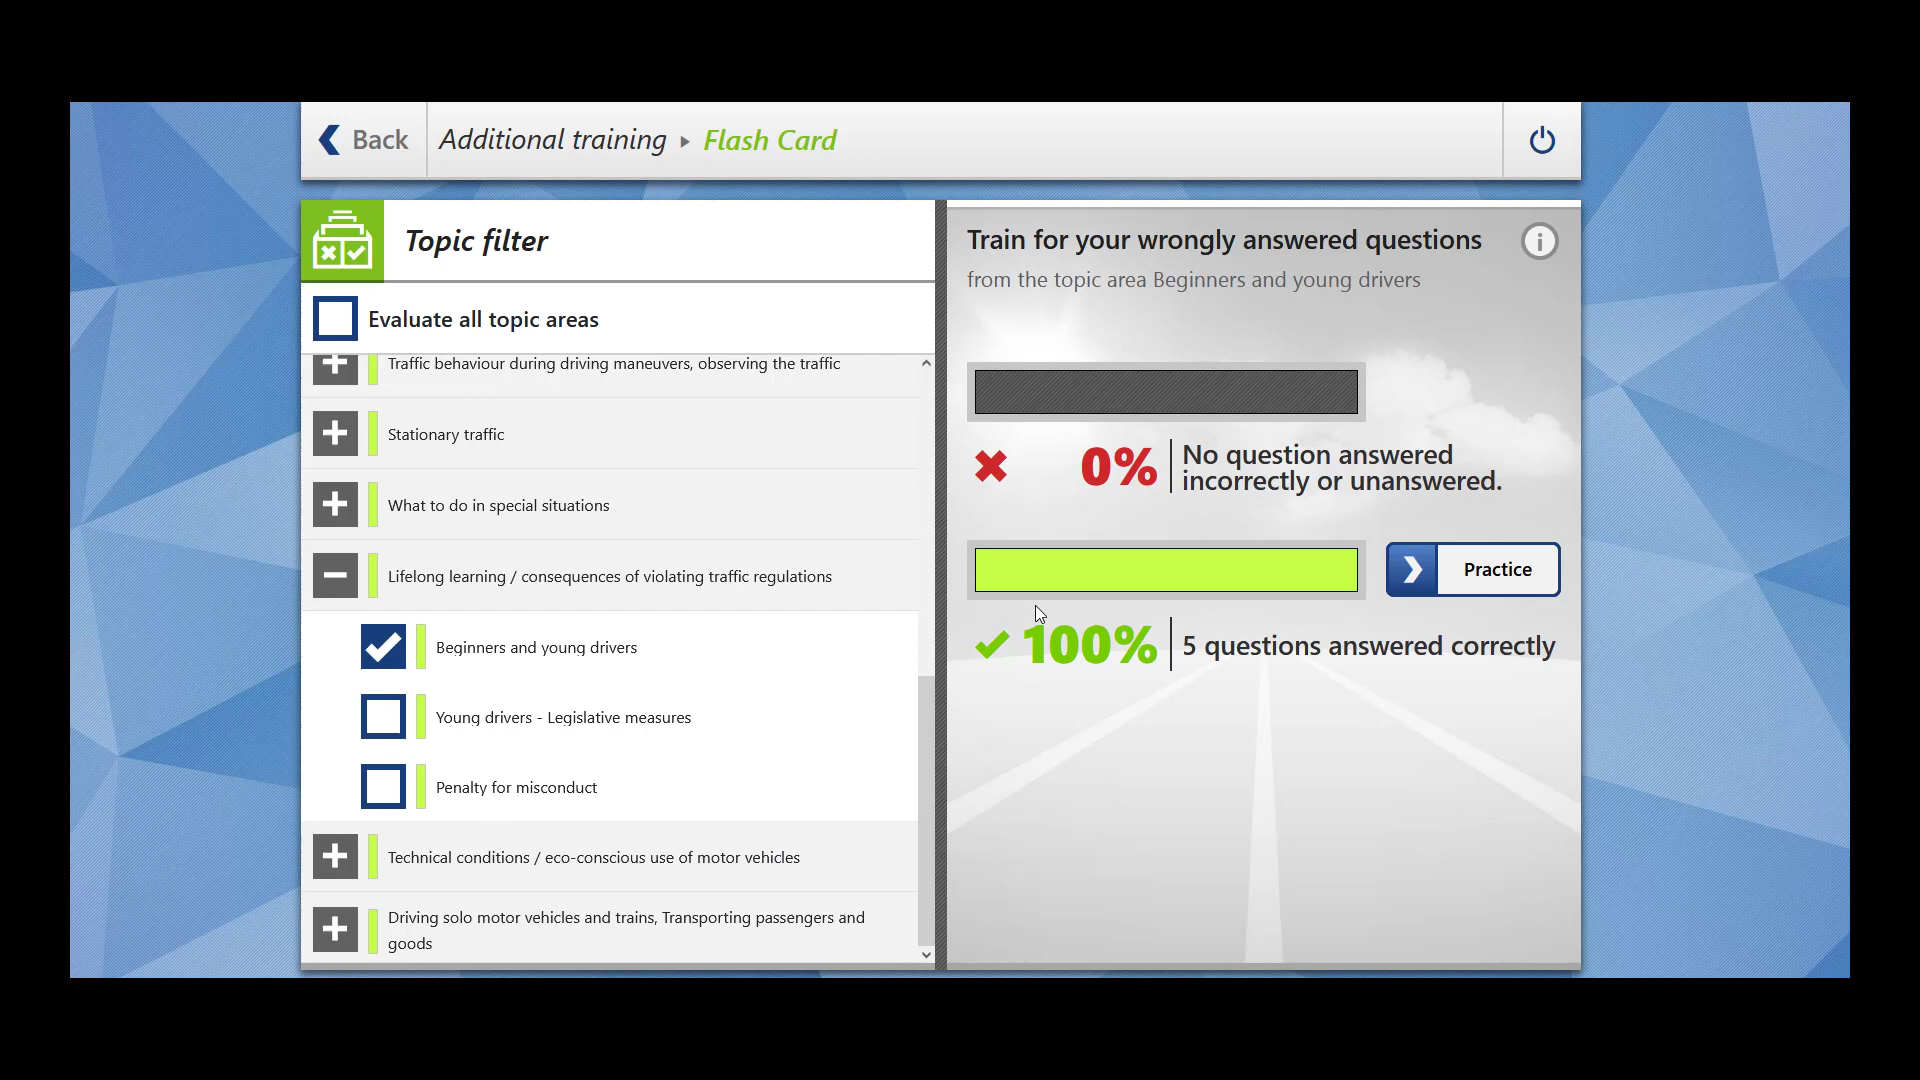 Back
Additional training ▸ Flash Card
Topic filter
Evaluate all topic areas
Traffic behaviour during driving maneuvers, observing the traffic
Stationary traffic
What to do in special situations
Lifelong learning / consequences of violating traffic regulations
Beginners and young drivers
Young drivers - Legislative measures
Penalty for misconduct
Technical conditions / eco-conscious use of motor vehicles
Driving solo motor vehicles and trains, Transporting passengers and
goods
Train for your wrongly answered questions
from the topic area Beginners and young drivers
0%
No question answered
incorrectly or unanswered.
Practice
100%
5 questions answered correctly